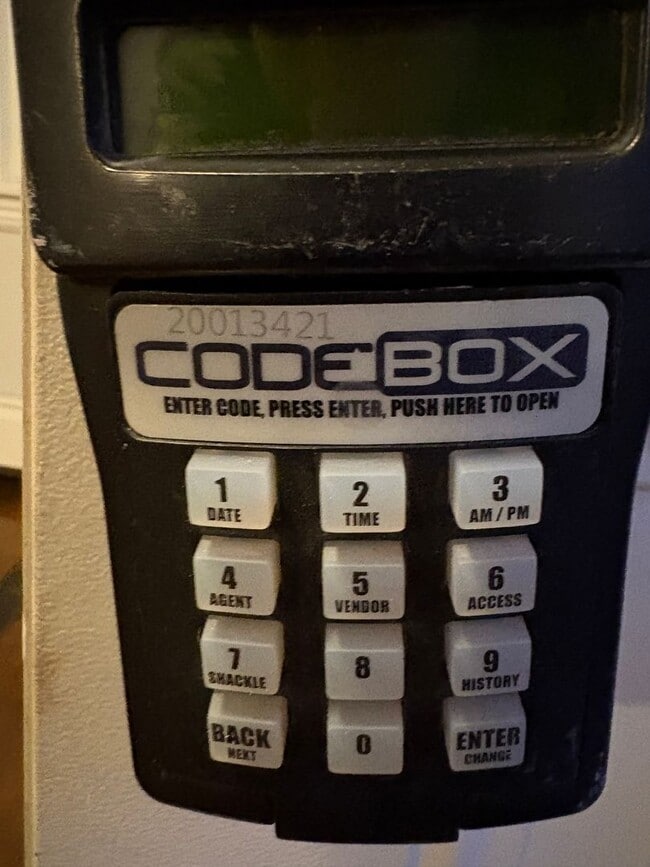 20013421
CODEBOX
ENTER CODE, PRESS ENTER, PUSH HERE TO OPEN
1 2 3
DATE TIME AM / PM
4 5 6
AGENT VENDOR ACCESS
7 8 9
SHACKLE HISTORY
BACK 0 ENTER
NEXT CHANGE